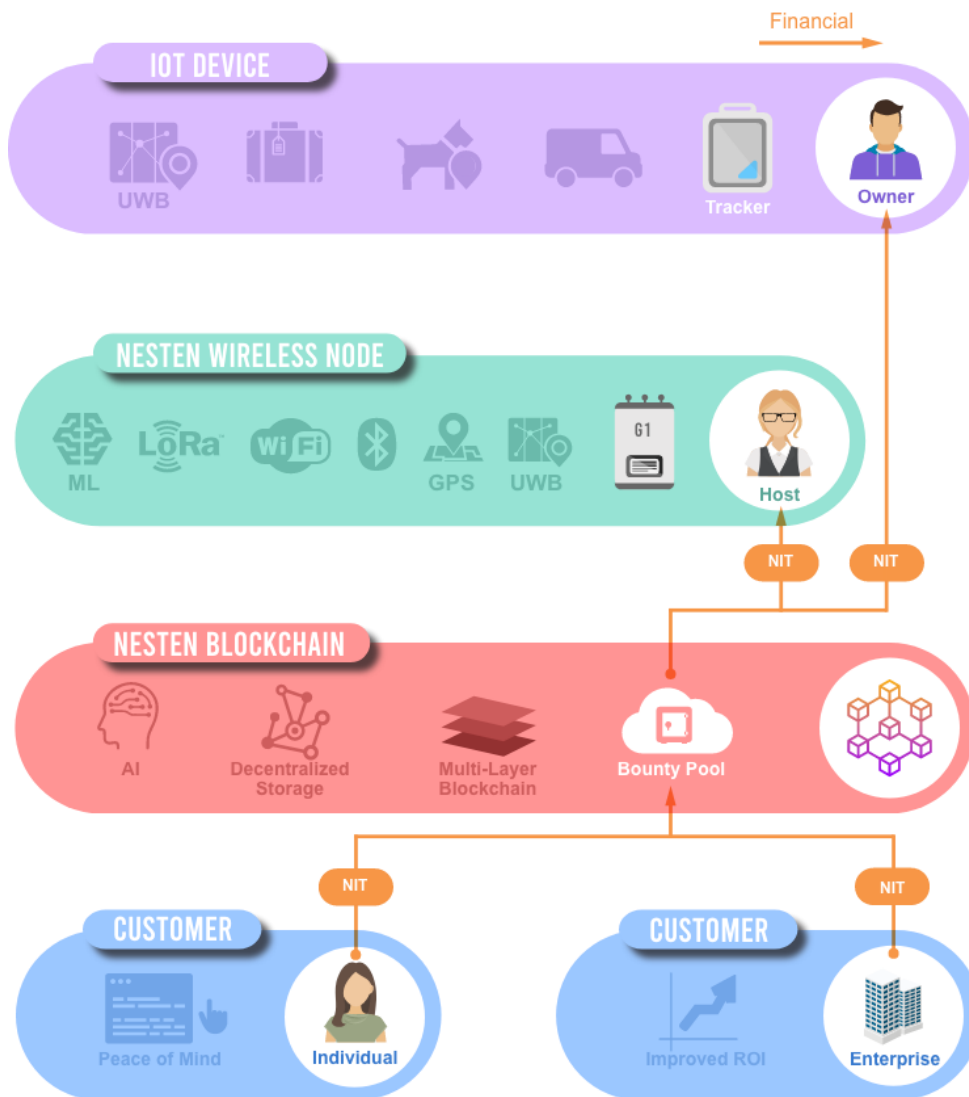 Financial
IOT DEVICE
UWB
Tracker
Owner
NESTEN WIRELESS NODE
ML
LoRa™
WiFi
GPS
UWB
G1
Host
NIT
NIT
NESTEN BLOCKCHAIN
AI
Decentralized
Storage
Multi-Layer
Blockchain
Bounty Pool
NIT
NIT
CUSTOMER
Peace of Mind
Individual
CUSTOMER
Improved ROI
Enterprise